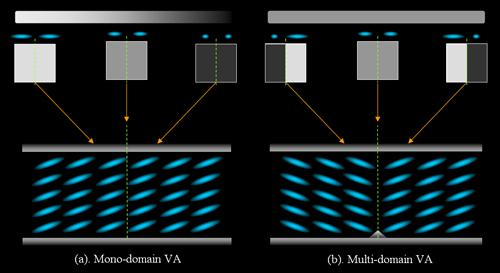 (a). Mono-domain VA
(b). Multi-domain VA